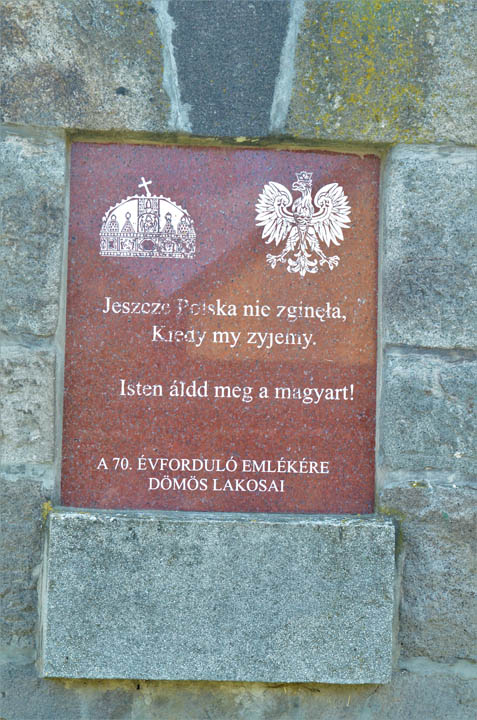 Jeszcze Polska nie zginęła,
Kiedy my zyjemy.
Isten áldd meg a magyart!
A 70. ÉVFORDULÓ EMLÉKÉRE
DÖMÖS LAKOSAI